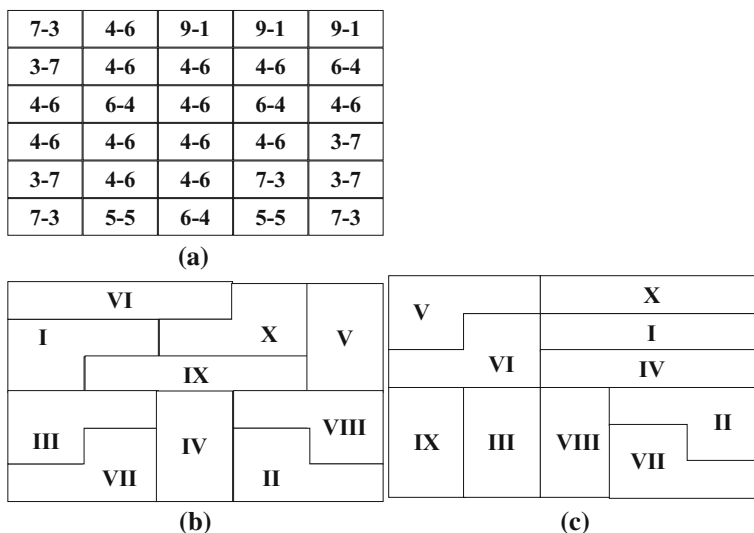 7-3 4-6 9-1 9-1 9-1
3-7 4-6 4-6 4-6 6-4
4-6 6-4 4-6 6-4 4-6
4-6 4-6 4-6 4-6 3-7
3-7 4-6 4-6 7-3 3-7
7-3 5-5 6-4 5-5 7-3
(a)
VI
I X V
IX
III IV VIII
VII II
(b)
V X
I
VI IV
IX III VIII II
VII
(c)